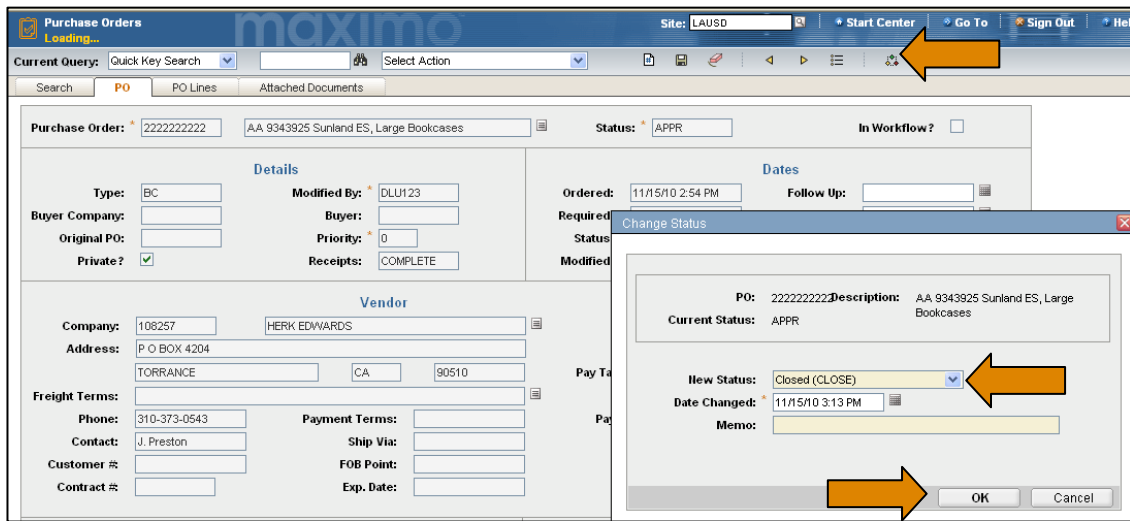 Purchase Orders
Loading...
maximo
Site: LAUSD
Start Center
Go To
Sign Out
Hel
Current Query: Quick Key Search
Select Action
Search
PO
PO Lines
Attached Documents
Purchase Order: * 2222222222
AA 9343925 Sunland ES, Large Bookcases
Status: * APPR
In Workflow?
Details
Type: BC
Modified By: * DLU123
Buyer Company:
Buyer:
Original PO:
Priority: * 0
Private?
Receipts: COMPLETE
Dates
Ordered: 11/15/10 2:54 PM
Follow Up:
Required
Status
Modified
Vendor
Company: 108257
HERK EDWARDS
Address: P O BOX 4204
TORRANCE
CA
90510
Pay Ta
Freight Terms:
Phone: 310-373-0543
Payment Terms:
Pay
Contact: J. Preston
Ship Via:
Customer #:
FOB Point:
Contract #:
Exp. Date:
Change Status
PO: 2222222222
Description: AA 9343925 Sunland ES, Large
Bookcases
Current Status: APPR
New Status: Closed (CLOSE)
Date Changed: * 11/15/10 3:13 PM
Memo:
OK
Cancel